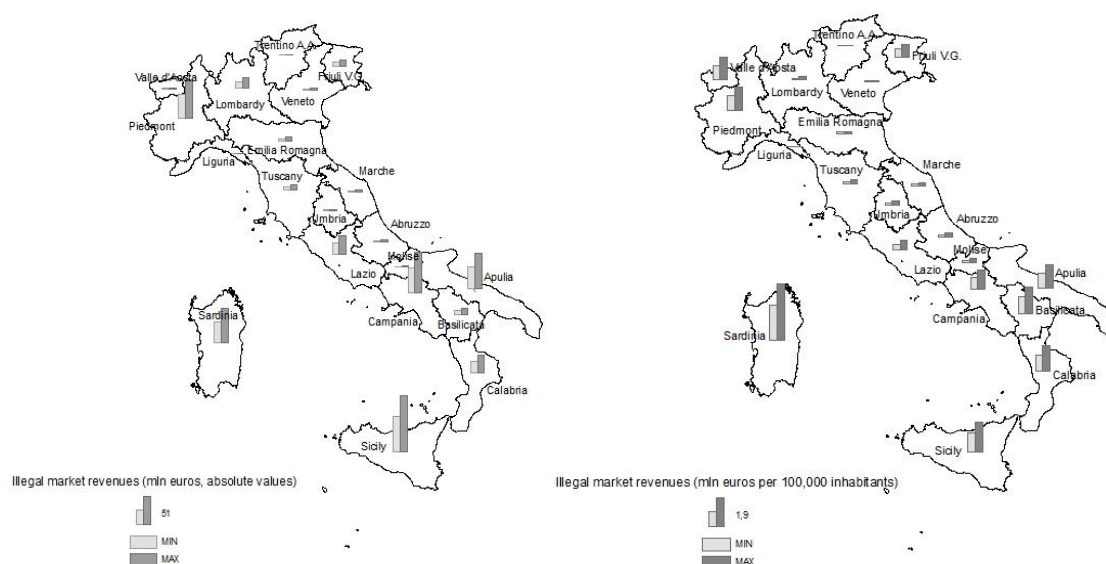 Trentino A.A.
Valle d'Aosta
Friuli V.G.
Lombardy
Veneto
Piedmont
Emilia Romagna
Liguria
Tuscany
Marche
Umbria
Abruzzo
Molise
Lazio
Apulia
Campania
Basilicata
Sardinia
Calabria
Sicily
Illegal market revenues (mln euros, absolute values)
51
MIN
MAX
Trentino A.A.
Friuli V.G.
Valle d'Aosta
Lombardy
Veneto
Emilia Romagna
Piedmont
Liguria
Tuscany
Marche
Umbria
Abruzzo
Molise
Lazio
Apulia
Campania
Basilicata
Sardinia
Calabria
Sicily
Illegal market revenues (mln euros per 100,000 inhabitants)
1,9
MIN
MAX